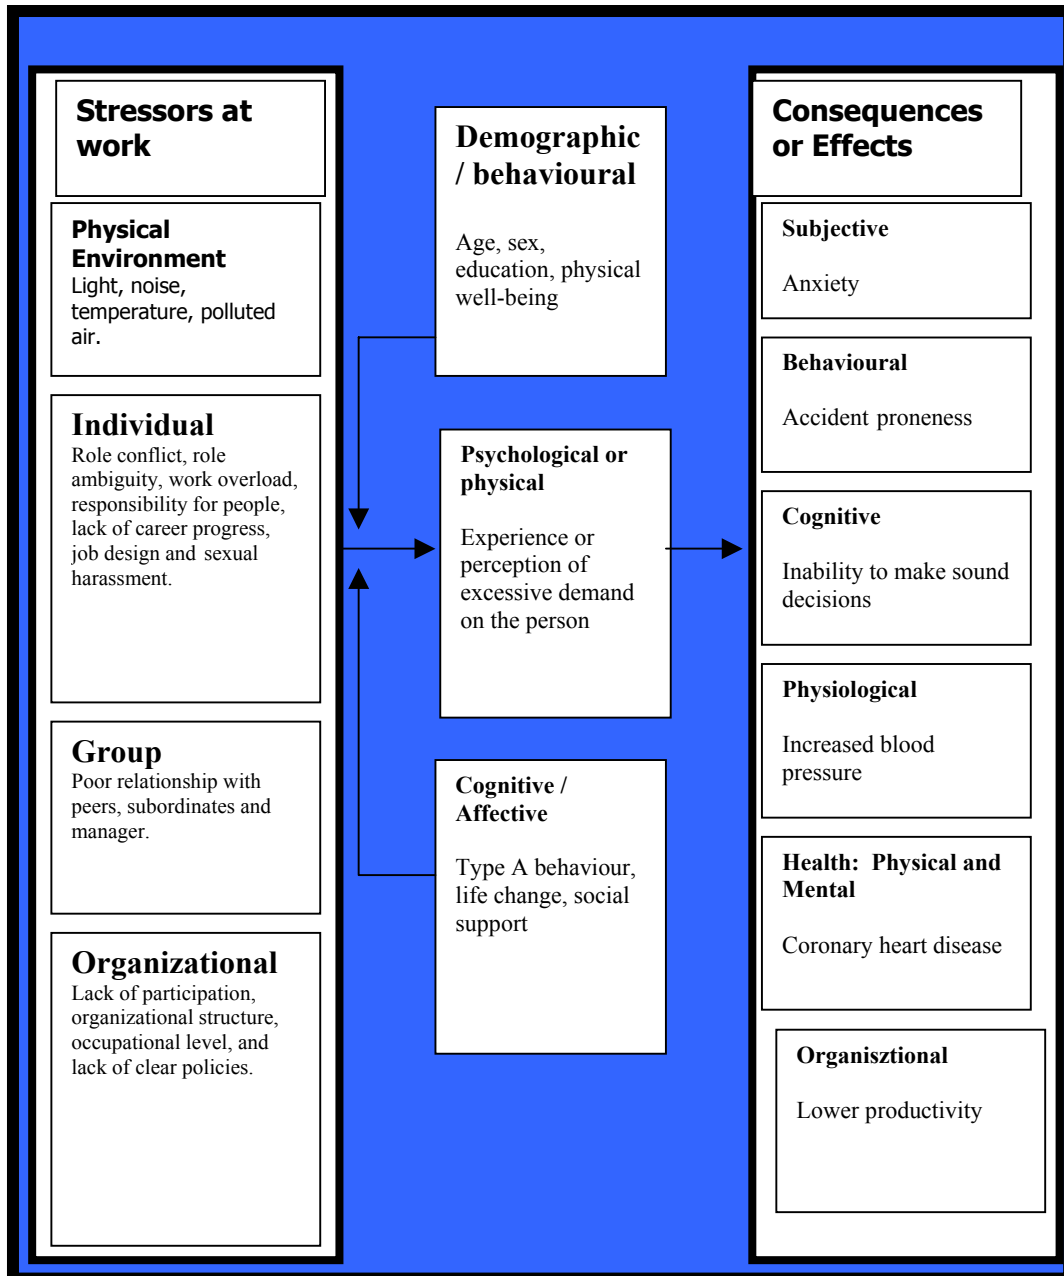 Stressors at
work
Physical
Environment
Light, noise,
temperature, polluted
air.
Individual
Role conflict, role
ambiguity, work overload,
responsibility for people,
lack of career progress,
job design and sexual
harassment.
Group
Poor relationship with
peers, subordinates and
manager.
Organizational
Lack of participation,
organizational structure,
occupational level, and
lack of clear policies.
Demographic
/ behavioural
Age, sex,
education, physical
well-being
Psychological or
physical
Experience or
perception of
excessive demand
on the person
Cognitive /
Affective
Type A behaviour,
life change, social
support
Consequences
or Effects
Subjective
Anxiety
Behavioural
Accident proneness
Cognitive
Inability to make sound
decisions
Physiological
Increased blood
pressure
Health: Physical and
Mental
Coronary heart disease
Organisztional
Lower productivity